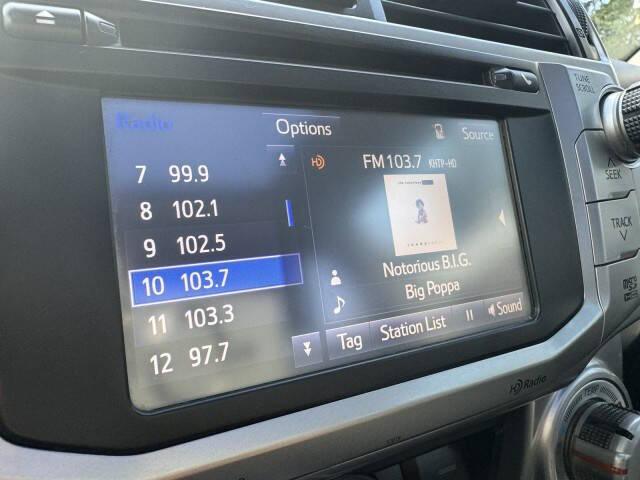 TUNE
SCROLL
Radio
Options
Source
7 99.9
8 102.1
9 102.5
10 103.7
11 103.3
12 97.7
HD FM 103.7 KHTP-HD
Notorious B.I.G.
Big Poppa
Tag Station List Sound
SEEK
TRACK
HD Radio
TEMP